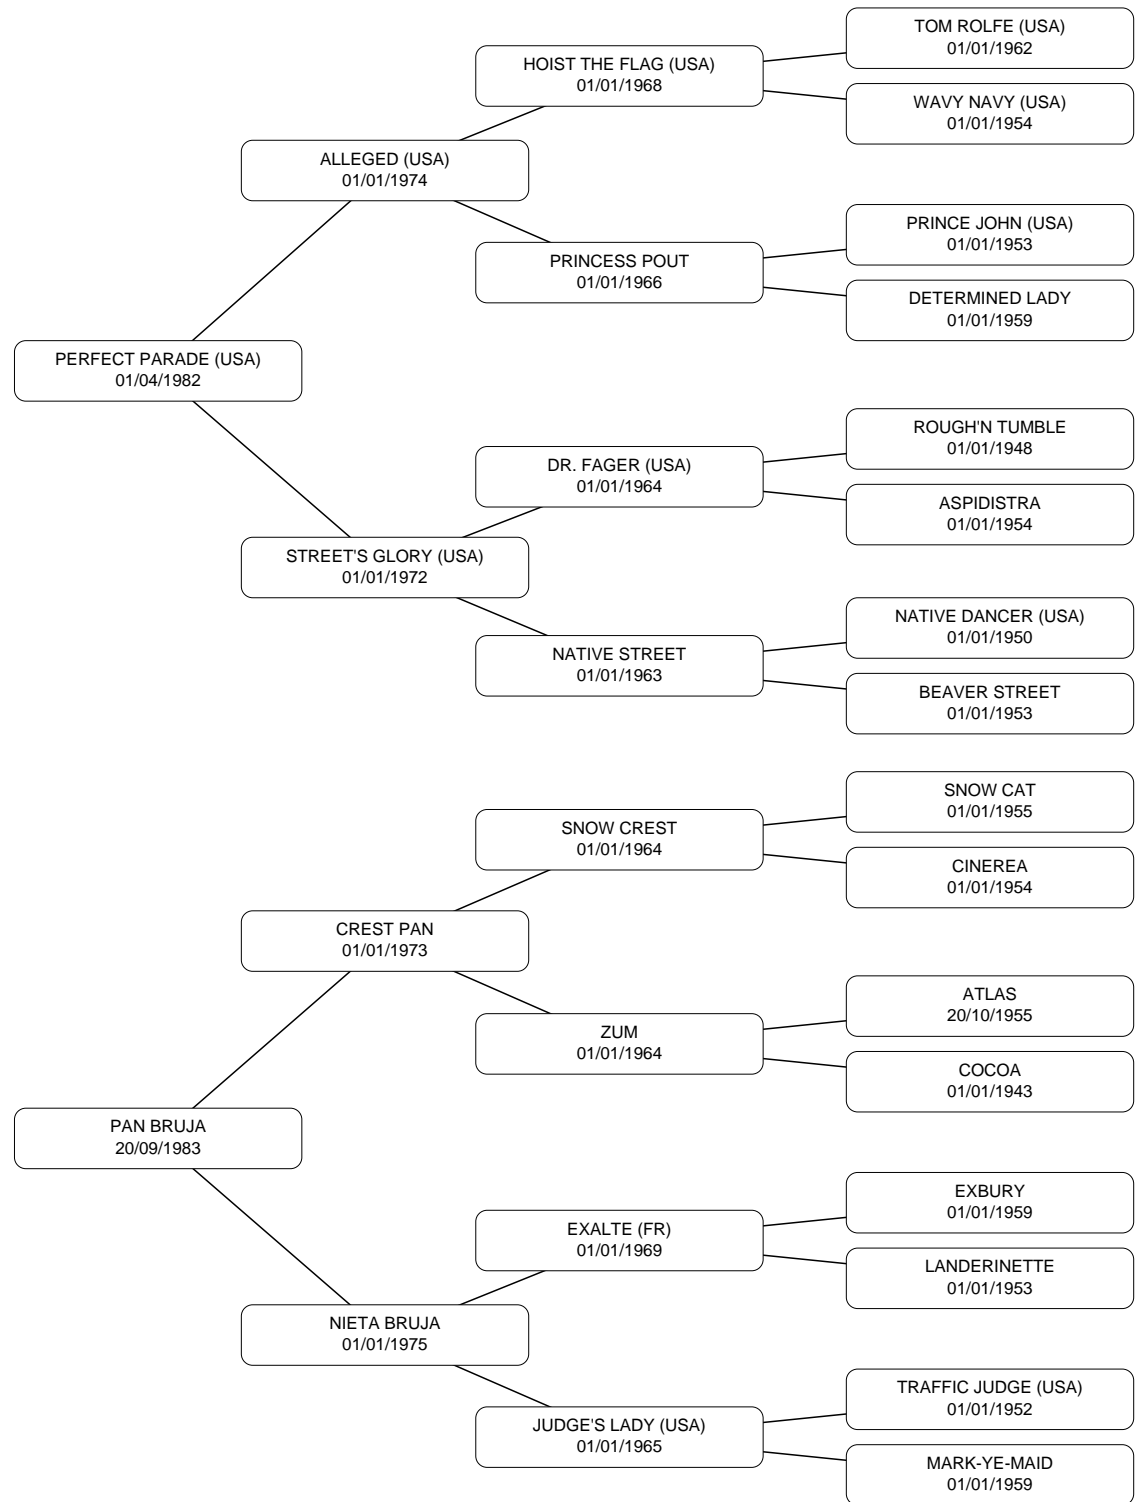 TOM ROLFE (USA)
01/01/1962
HOIST THE FLAG (USA)
01/01/1968
WAVY NAVY (USA)
01/01/1954
ALLEGED (USA)
01/01/1974
PRINCE JOHN (USA)
01/01/1953
PRINCESS POUT
01/01/1966
DETERMINED LADY
01/01/1959
PERFECT PARADE (USA)
01/04/1982
ROUGH'N TUMBLE
01/01/1948
DR. FAGER (USA)
01/01/1964
ASPIDISTRA
01/01/1954
STREET'S GLORY (USA)
01/01/1972
NATIVE DANCER (USA)
01/01/1950
NATIVE STREET
01/01/1963
BEAVER STREET
01/01/1953
SNOW CAT
01/01/1955
SNOW CREST
01/01/1964
CINEREA
01/01/1954
CREST PAN
01/01/1973
ATLAS
20/10/1955
ZUM
01/01/1964
COCOA
01/01/1943
PAN BRUJA
20/09/1983
EXBURY
01/01/1959
EXALTE (FR)
01/01/1969
LANDERINETTE
01/01/1953
NIETA BRUJA
01/01/1975
TRAFFIC JUDGE (USA)
01/01/1952
JUDGE'S LADY (USA)
01/01/1965
MARK-YE-MAID
01/01/1959